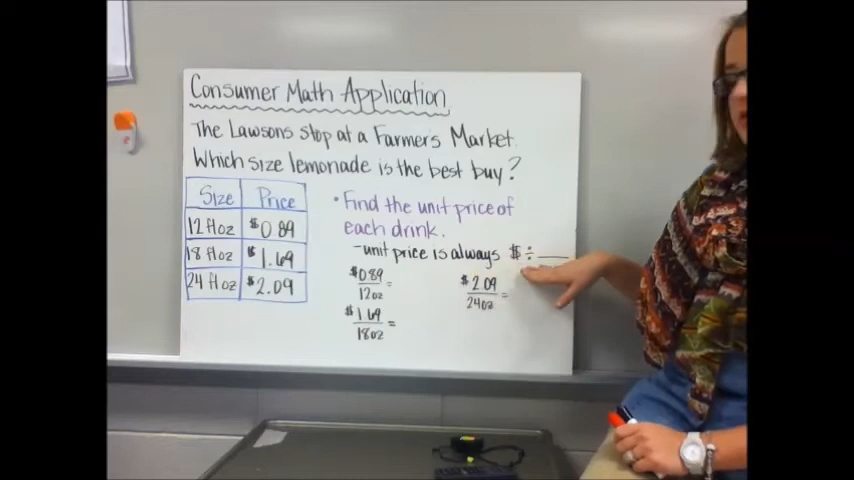 Consumer Math Application
The Lawsons stop at a Farmer's Market.
Which size lemonade is the best buy?
Size Price
12 fl oz $0.89
18 fl oz $1.69
24 fl oz $2.09
• Find the unit price of
each drink.
- unit price is always $ ÷ ___
$0.89
12oz =
$1.69
18oz =
$2.09
24oz =